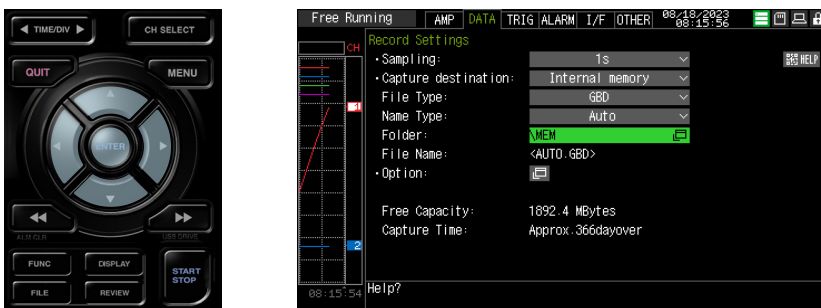 TIME/DIV
CH SELECT
QUIT
MENU
ENTER
ALM CLR
USB DRIVE
FUNC
DISPLAY
START
STOP
FILE
REVIEW
Free Running
AMP DATA TRIG ALARM I/F OTHER
08/18/2023
08:15:56
CH
Record Settings
・Sampling: 1s
HELP
・Capture destination: Internal memory
File Type: GBD
1
Name Type: Auto
Folder: \MEM
File Name: <AUTO.GBD>
・Option:
Free Capacity: 1892.4 MBytes
Capture Time: Approx.366dayover
2
08:15:54
Help?